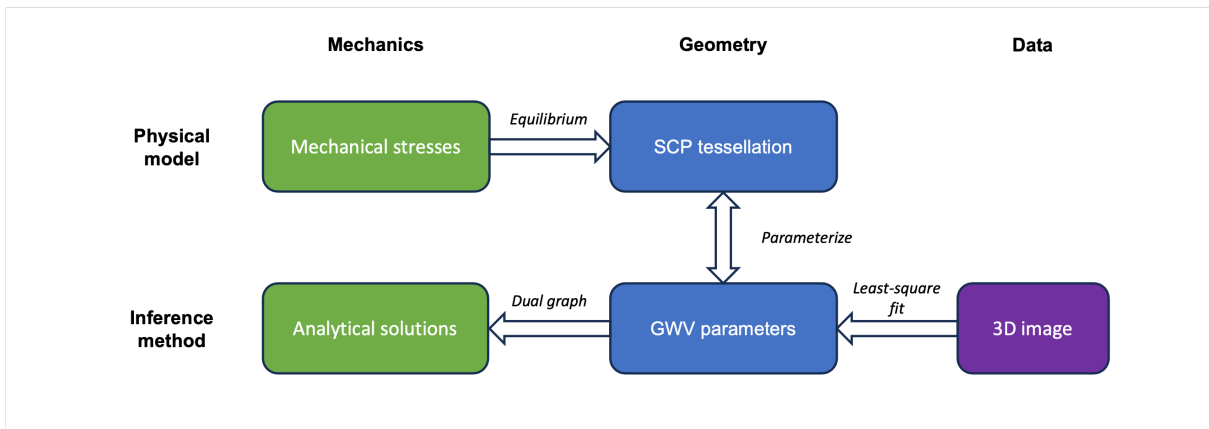 Mechanics
Geometry
Data
Physical
model
Mechanical stresses
Equilibrium
SCP tessellation
Parameterize
Inference
method
Analytical solutions
Dual graph
GWV parameters
Least-square
fit
3D image